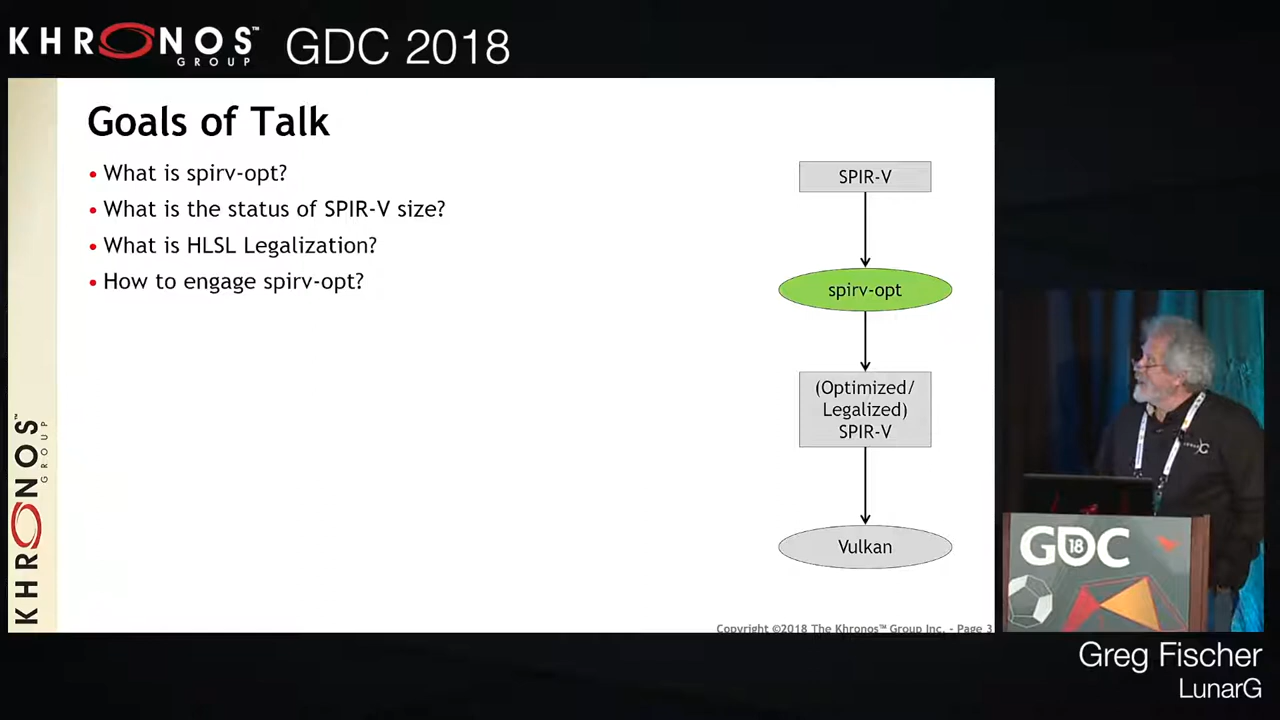 KHRONOS™ GROUP GDC 2018
Goals of Talk
• What is spirv-opt?
• What is the status of SPIR-V size?
• What is HLSL Legalization?
• How to engage spirv-opt?
SPIR-V
spirv-opt
(Optimized/
Legalized)
SPIR-V
Vulkan
KHRONOS™ GROUP
Copyright ©2018 The Khronos™ Group Inc. - Page 3
GDC 18
Greg Fischer
LunarG